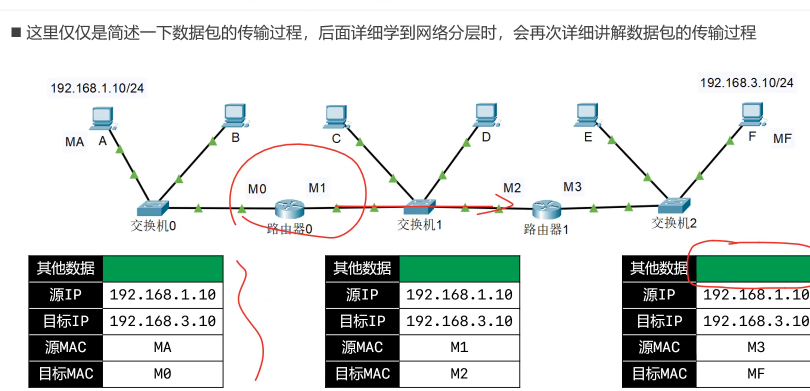 ■ 这里仅仅是简述一下数据包的传输过程，后面详细学到网络分层时，会再次详细讲解数据包的传输过程
192.168.1.10/24
192.168.3.10/24
MA A B C D E F MF
M0 M1 M2 M3
交换机0 路由器0 交换机1 路由器1 交换机2
其他数据
源IP 192.168.1.10
目标IP 192.168.3.10
源MAC MA
目标MAC M0
其他数据
源IP 192.168.1.10
目标IP 192.168.3.10
源MAC M1
目标MAC M2
其他数据
源IP 192.168.1.10
目标IP 192.168.3.10
源MAC M3
目标MAC MF